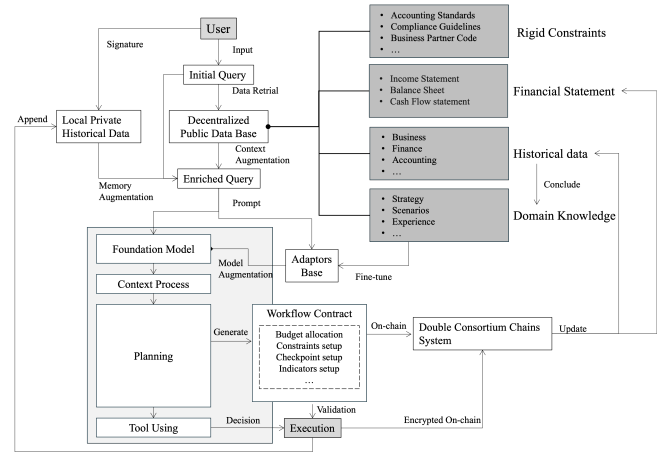 User
Signature
Input
Initial Query
Data Retrial
Append
Local Private
Historical Data
Decentralized
Public Data Base
Context
Augmentation
Memory
Augmentation
Enriched Query
Prompt
• Accounting Standards
• Compliance Guidelines
• Business Partner Code
• …
Rigid Constraints
• Income Statement
• Balance Sheet
• Cash Flow statement
Financial Statement
• Business
• Finance
• Accounting
• …
Historical data
Conclude
• Strategy
• Scenarios
• Experience
• …
Domain Knowledge
Foundation Model
Model
Augmentation
Adaptors
Base
Fine-tune
Context Process
Planning
Generate
Workflow Contract
Budget allocation
Constraints setup
Checkpoint setup
Indicators setup
…
On-chain
Double Consortium Chains
System
Update
Validation
Tool Using
Decision
Execution
Encrypted On-chain